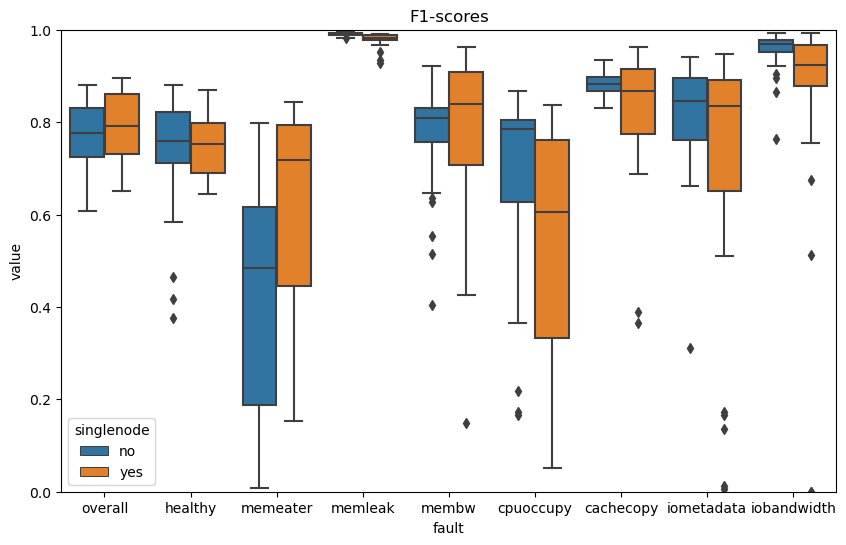 F1-scores
value
1.0
0.8
0.6
0.4
0.2
0.0
singlenode
no
yes
overall healthy memeater memleak membw cpuoccupy cachecopy iometadata iobandwidth
fault